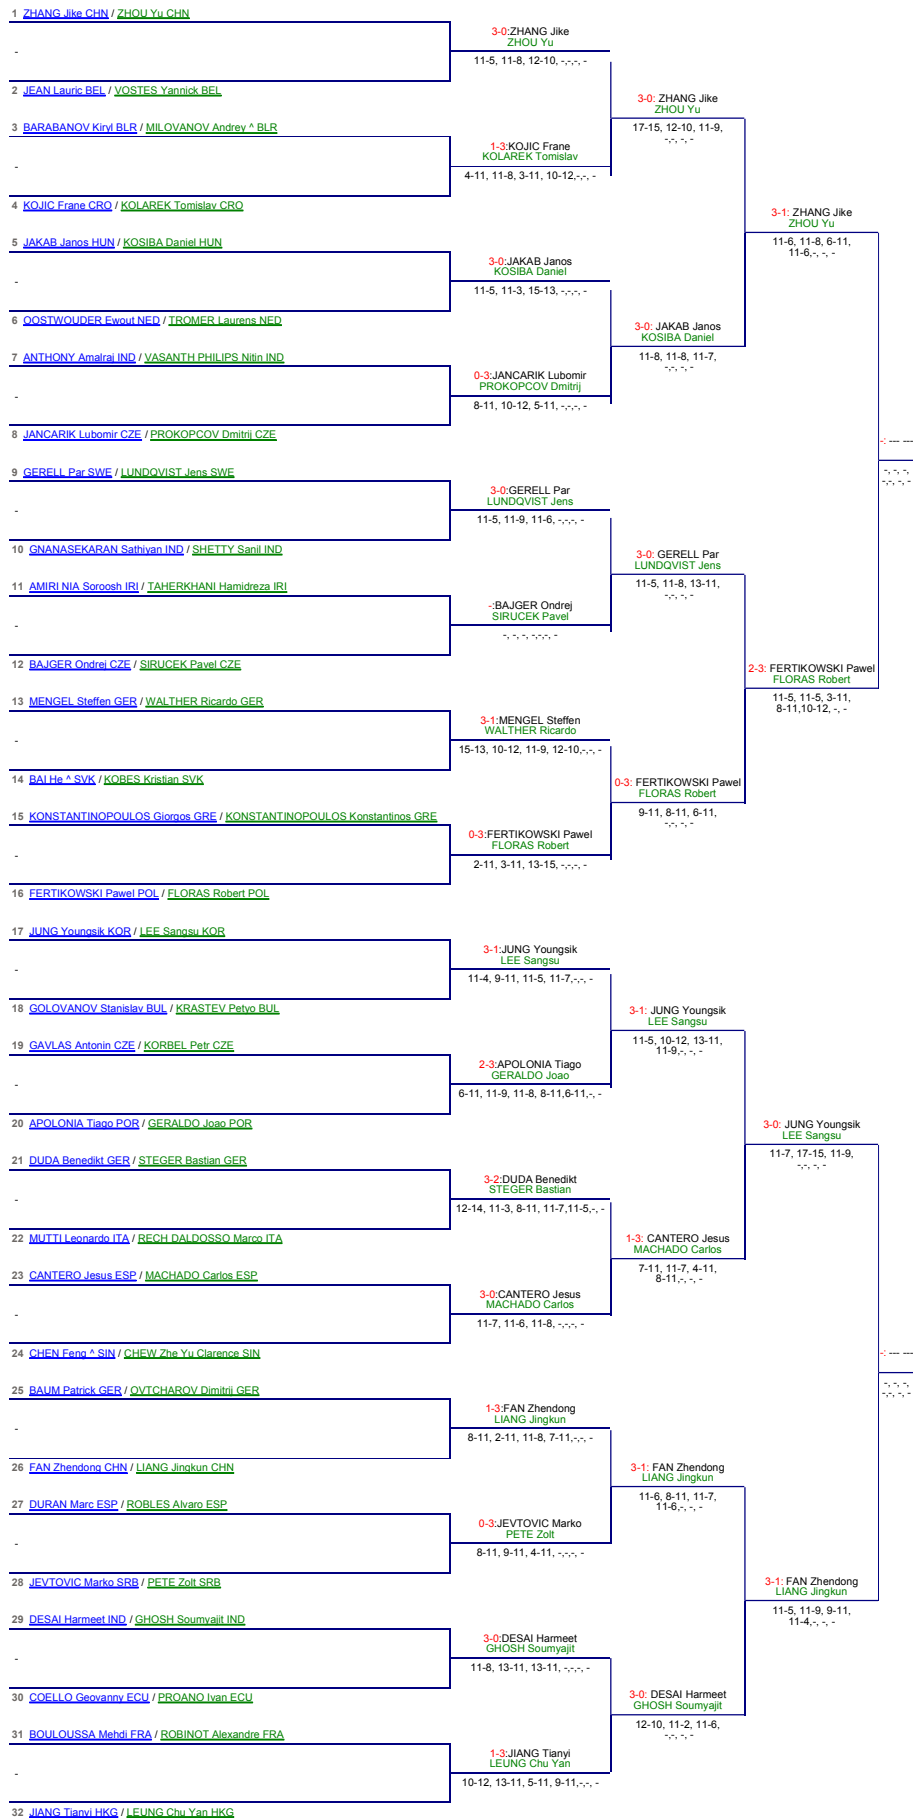 1 ZHANG Jike CHN / ZHOU Yu CHN
-
2 JEAN Lauric BEL / VOSTES Yannick BEL
3 BARABANOV Kiryl BLR / MILOVANOV Andrey ^ BLR
-
4 KOJIC Frane CRO / KOLAREK Tomislav CRO
5 JAKAB Janos HUN / KOSIBA Daniel HUN
-
6 OOSTWOUDER Ewout NED / TROMER Laurens NED
7 ANTHONY Amalraj IND / VASANTH PHILIPS Nitin IND
-
8 JANCARIK Lubomir CZE / PROKOPCOV Dmitrij CZE
9 GERELL Par SWE / LUNDQVIST Jens SWE
-
10 GNANASEKARAN Sathiyan IND / SHETTY Sanil IND
11 AMIRI NIA Soroosh IRI / TAHERKHANI Hamidreza IRI
-
12 BAJGER Ondrej CZE / SIRUCEK Pavel CZE
13 MENGEL Steffen GER / WALTHER Ricardo GER
-
14 BAI He ^ SVK / KOBES Kristian SVK
15 KONSTANTINOPOULOS Giorgos GRE / KONSTANTINOPOULOS Konstantinos GRE
-
16 FERTIKOWSKI Pawel POL / FLORAS Robert POL
17 JUNG Youngsik KOR / LEE Sangsu KOR
-
18 GOLOVANOV Stanislav BUL / KRASTEV Petyo BUL
19 GAVLAS Antonin CZE / KORBEL Petr CZE
-
20 APOLONIA Tiago POR / GERALDO Joao POR
21 DUDA Benedikt GER / STEGER Bastian GER
-
22 MUTTI Leonardo ITA / RECH DALDOSSO Marco ITA
23 CANTERO Jesus ESP / MACHADO Carlos ESP
-
24 CHEN Feng ^ SIN / CHEW Zhe Yu Clarence SIN
25 BAUM Patrick GER / OVTCHAROV Dimitrij GER
-
26 FAN Zhendong CHN / LIANG Jingkun CHN
27 DURAN Marc ESP / ROBLES Alvaro ESP
-
28 JEVTOVIC Marko SRB / PETE Zolt SRB
29 DESAI Harmeet IND / GHOSH Soumyajit IND
-
30 COELLO Geovanny ECU / PROANO Ivan ECU
31 BOULOUSSA Mehdi FRA / ROBINOT Alexandre FRA
-
32 JIANG Tianyi HKG / LEUNG Chu Yan HKG
3-0:ZHANG Jike
ZHOU Yu
11-5, 11-8, 12-10, -,-,-, -
1-3:KOJIC Frane
KOLAREK Tomislav
4-11, 11-8, 3-11, 10-12,-,-, -
3-0:JAKAB Janos
KOSIBA Daniel
11-5, 11-3, 15-13, -,-,-, -
0-3:JANCARIK Lubomir
PROKOPCOV Dmitrij
8-11, 10-12, 5-11, -,-,-, -
3-0:GERELL Par
LUNDQVIST Jens
11-5, 11-9, 11-6, -,-,-, -
-:BAJGER Ondrej
SIRUCEK Pavel
-, -, -, -,-,-, -
3-1:MENGEL Steffen
WALTHER Ricardo
15-13, 10-12, 11-9, 12-10,-,-, -
0-3:FERTIKOWSKI Pawel
FLORAS Robert
2-11, 3-11, 13-15, -,-,-, -
3-1:JUNG Youngsik
LEE Sangsu
11-4, 9-11, 11-5, 11-7,-,-, -
2-3:APOLONIA Tiago
GERALDO Joao
6-11, 11-9, 11-8, 8-11,6-11,-, -
3-2:DUDA Benedikt
STEGER Bastian
12-14, 11-3, 8-11, 11-7,11-5,-, -
3-0:CANTERO Jesus
MACHADO Carlos
11-7, 11-6, 11-8, -,-,-, -
1-3:FAN Zhendong
LIANG Jingkun
8-11, 2-11, 11-8, 7-11,-,-, -
0-3:JEVTOVIC Marko
PETE Zolt
8-11, 9-11, 4-11, -,-,-, -
3-0:DESAI Harmeet
GHOSH Soumyajit
11-8, 13-11, 13-11, -,-,-, -
1-3:JIANG Tianyi
LEUNG Chu Yan
10-12, 13-11, 5-11, 9-11,-,-, -
3-0: ZHANG Jike
ZHOU Yu
17-15, 12-10, 11-9,
-,-, -, -
3-0: JAKAB Janos
KOSIBA Daniel
11-8, 11-8, 11-7,
-,-, -, -
3-0: GERELL Par
LUNDQVIST Jens
11-5, 11-8, 13-11,
-,-, -, -
0-3: FERTIKOWSKI Pawel
FLORAS Robert
9-11, 8-11, 6-11,
-,-, -, -
3-1: JUNG Youngsik
LEE Sangsu
11-5, 10-12, 13-11,
11-9,-, -, -
1-3: CANTERO Jesus
MACHADO Carlos
7-11, 11-7, 4-11,
8-11,-, -, -
3-1: FAN Zhendong
LIANG Jingkun
11-6, 8-11, 11-7,
11-6,-, -, -
3-0: DESAI Harmeet
GHOSH Soumyajit
12-10, 11-2, 11-6,
-,-, -, -
3-1: ZHANG Jike
ZHOU Yu
11-6, 11-8, 6-11,
11-6,-, -, -
2-3: FERTIKOWSKI Pawel
FLORAS Robert
11-5, 11-5, 3-11,
8-11,10-12, -, -
3-0: JUNG Youngsik
LEE Sangsu
11-7, 17-15, 11-9,
-,-, -, -
3-1: FAN Zhendong
LIANG Jingkun
11-5, 11-9, 9-11,
11-4,-, -, -
-: --- ---
-, -, -,
-,-, -, -
-: --- ---
-, -, -,
-,-, -, -